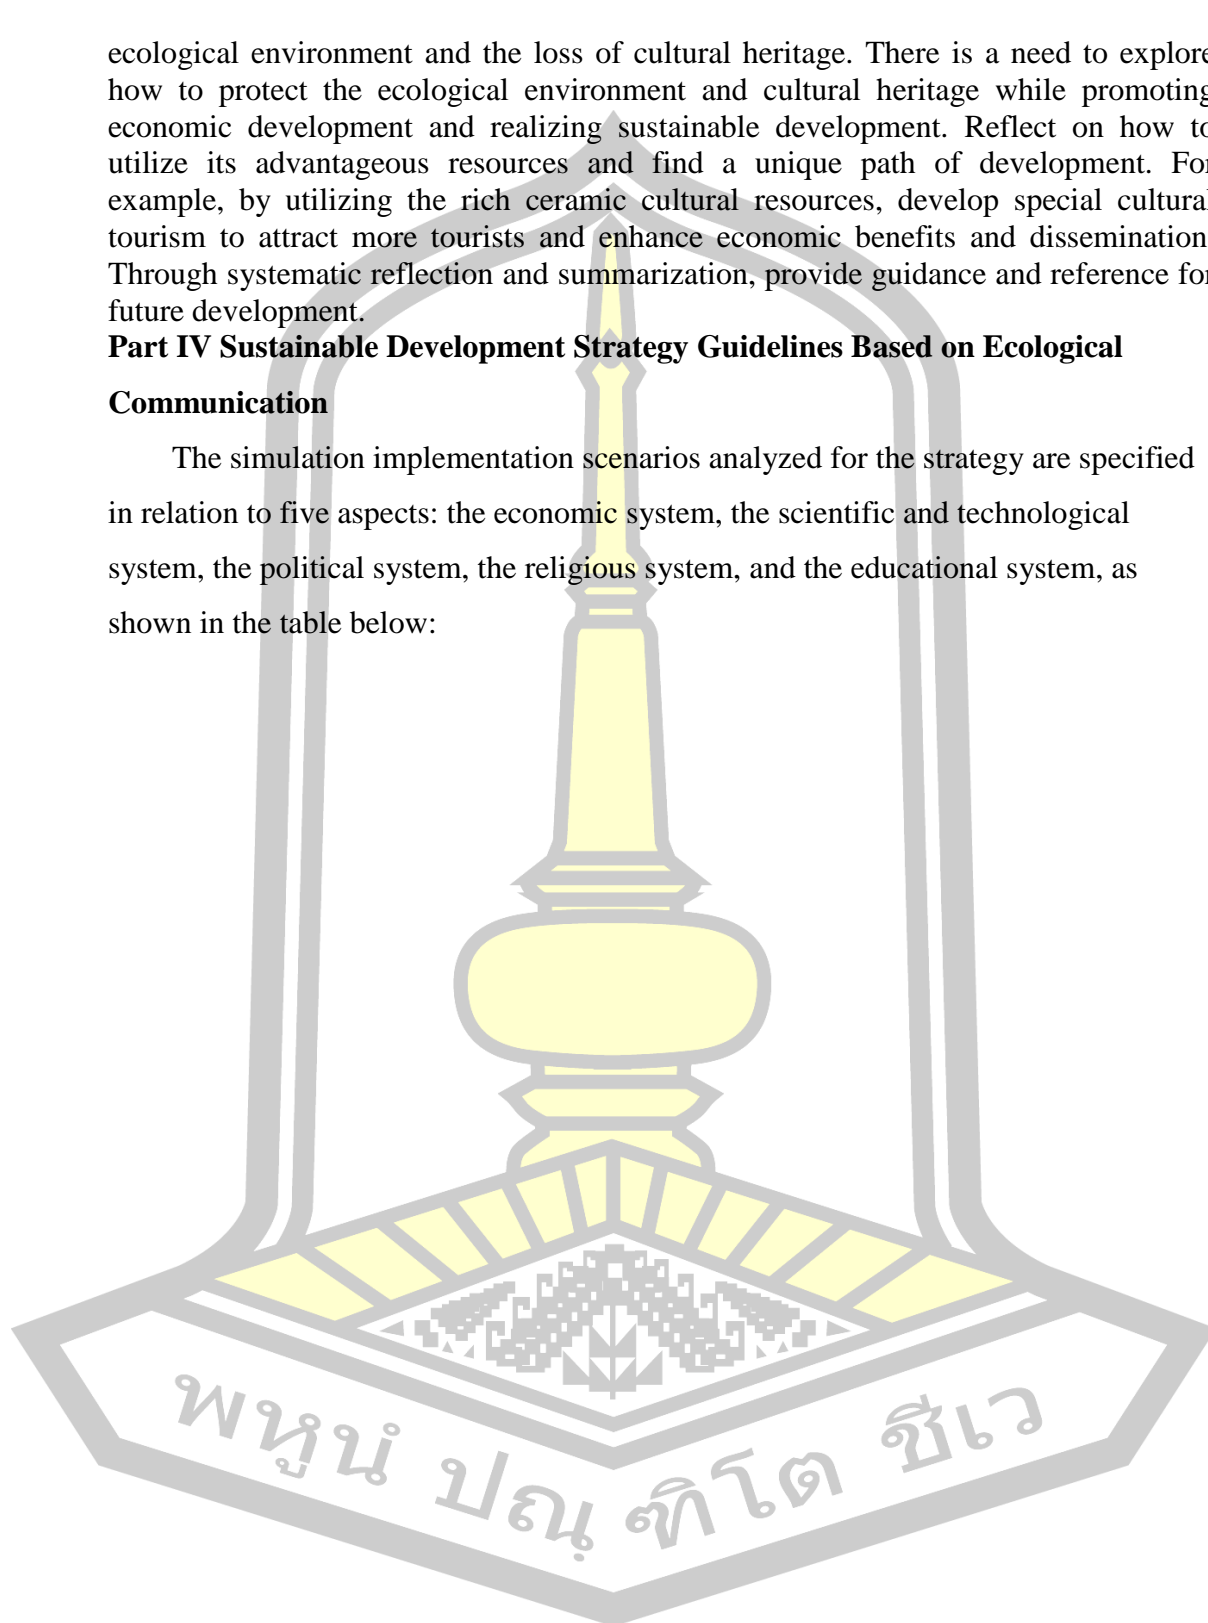 ecological environment and the loss of cultural heritage. There is a need to explore
how to protect the ecological environment and cultural heritage while promoting
economic development and realizing sustainable development. Reflect on how to
utilize its advantageous resources and find a unique path of development. For
example, by utilizing the rich ceramic cultural resources, develop special cultural
tourism to attract more tourists and enhance economic benefits and dissemination
Through systematic reflection and summarization, provide guidance and reference for
future development.
Part IV Sustainable Development Strategy Guidelines Based on Ecological
Communication
The simulation implementation scenarios analyzed for the strategy are specified
in relation to five aspects: the economic system, the scientific and technological
system, the political system, the religious system, and the educational system, as
shown in the table below:
พหูนํ ปณฺฑิโต ชีเว